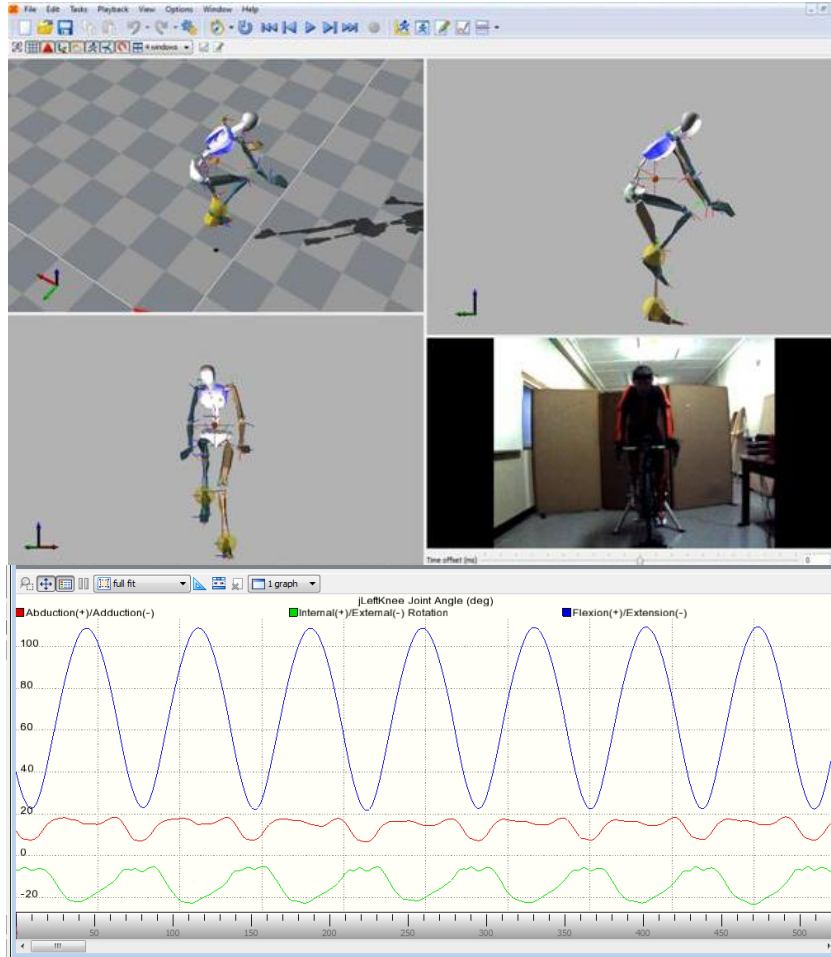 File Edit Tasks Playback View Options Window Help
4 windows
Time offset (ms) 0
full fit 1 graph
jLeftKnee Joint Angle (deg)
Abduction(+)/Adduction(-) Internal(+)/External(-) Rotation Flexion(+)/Extension(-)
100
80
60
40
20
0
-20
50 100 150 200 250 300 350 400 450 500